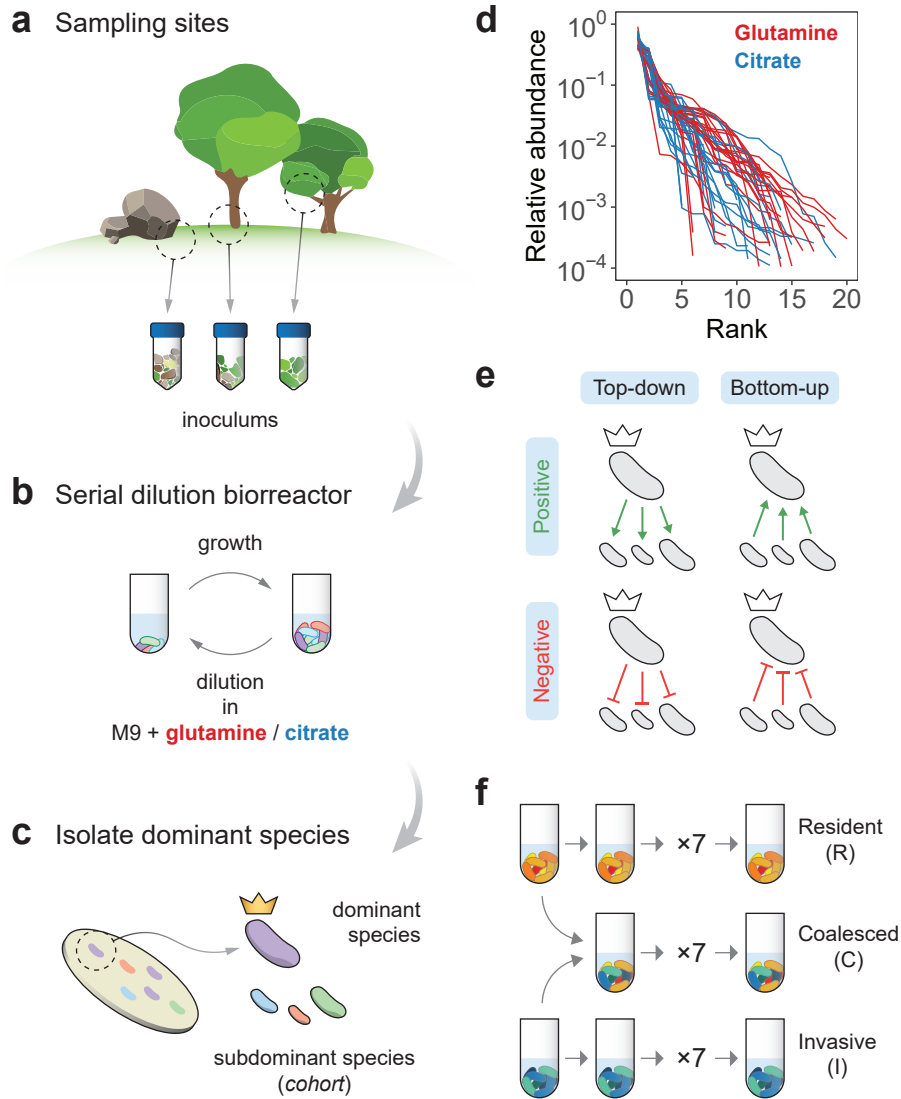 a Sampling sites
inoculums
b Serial dilution biorreactor
growth
dilution
in
M9 + glutamine / citrate
c Isolate dominant species
dominant
species
subdominant species
(cohort)
d
Glutamine
Citrate
Relative abundance
10⁰
10⁻¹
10⁻²
10⁻³
10⁻⁴
0 5 10 15 20
Rank
e
Top-down Bottom-up
Positive
Negative
f
×7
Resident
(R)
×7
Coalesced
(C)
×7
Invasive
(I)